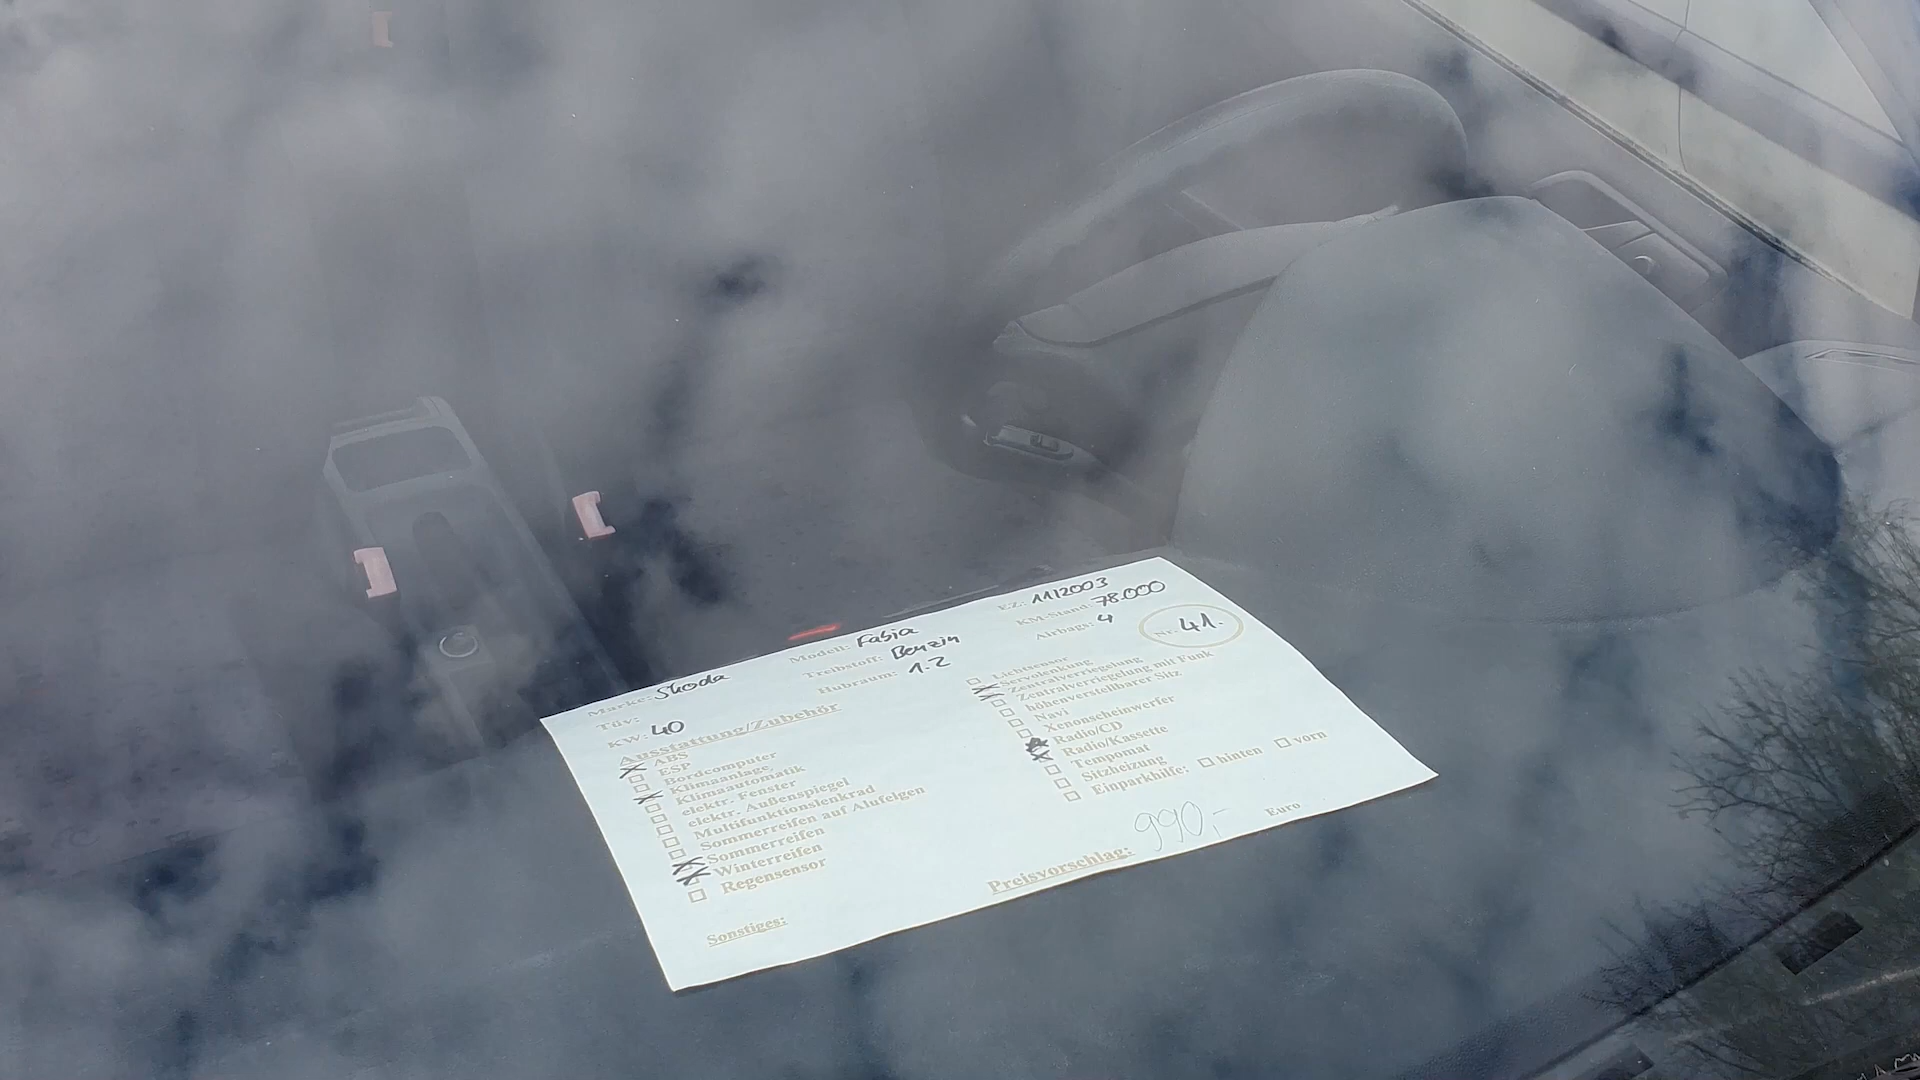 Marke: Skoda Modell: Fabia EZ: 11/2003
Tüv: Treibstoff: Benzin KM-Stand: 78.000
KW: 40 Hubraum: 1.2 Airbags: 4 Nr. 41.
Ausstattung/Zubehör
ABS
ESP
Bordcomputer
Klimaanlage
Klimaautomatik
elektr. Fenster
elektr. Außenspiegel
Multifunktionslenkrad
Sommerreifen auf Alufelgen
Sommerreifen
Winterreifen
Regensensor
Lichtsensor
Servolenkung
Zentralverriegelung
Zentralverriegelung mit Funk
höhenverstellbarer Sitz
Navi
Xenonscheinwerfer
Radio/CD
Radio/Kassette
Tempomat
Sitzheizung
Einparkhilfe: hinten vorn
Sonstiges:
Preisvorschlag: 990,- Euro